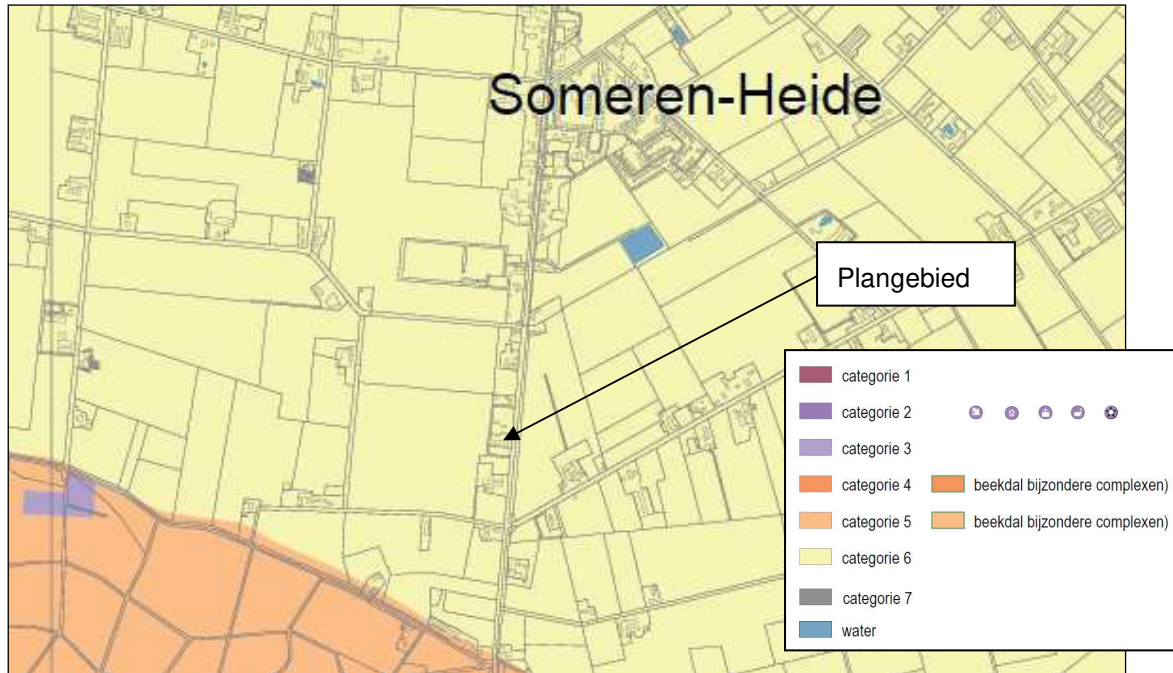 Someren-Heide
Plangebied
categorie 1
categorie 2
categorie 3
categorie 4 beekdal bijzondere complexen)
categorie 5 beekdal bijzondere complexen)
categorie 6
categorie 7
water